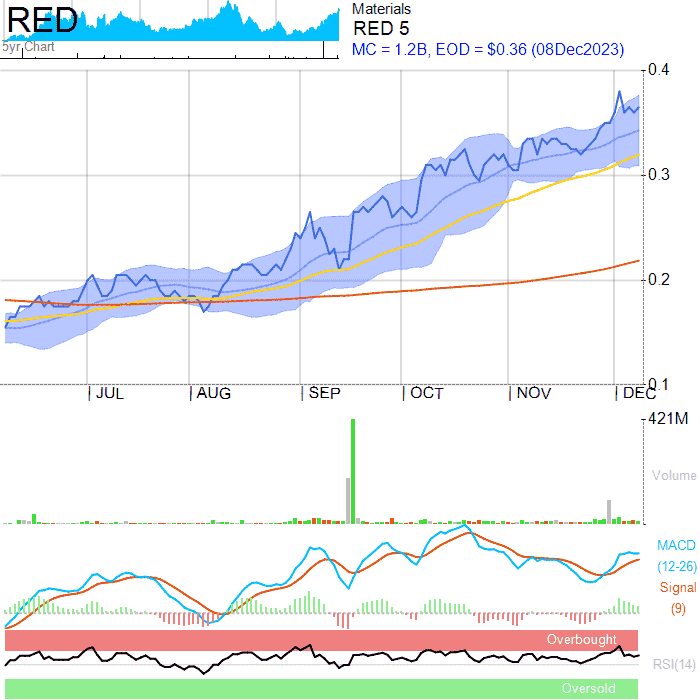 RED
5yr Chart
Materials
RED 5
MC = 1.2B, EOD = $0.36 (08Dec2023)
0.4
0.3
0.2
0.1
JUL AUG SEP OCT NOV DEC
421M
Volume
MACD
(12-26)
Signal
(9)
Overbought
RSI(14)
Oversold